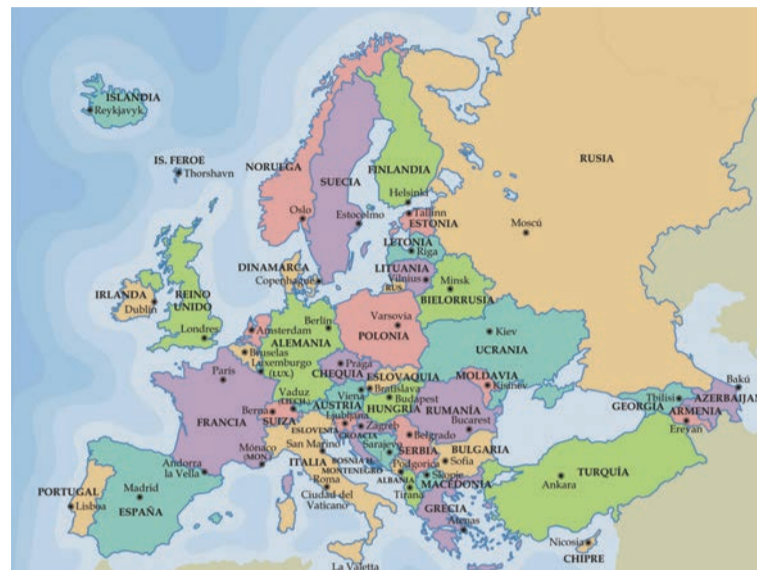 ISLANDIA
Reykjavyk
IS. FEROE
Thorshavn
NORUEGA
SUECIA
FINLANDIA
RUSIA
Helsinki
Oslo
Estocolmo
Tallinn
ESTONIA
Moscú
LETONIA
Riga
DINAMARCA
Copenhague
LITUANIA
Vilnius
RUS.
Minsk
BIELORRUSIA
IRLANDA
Dublín
REINO
UNIDO
Londres
Amsterdam
Berlín
ALEMANIA
Varsovia
POLONIA
Kiev
UCRANIA
Bruselas
Luxemburgo
(LUX.)
París
Praga
CHEQUIA
ESLOVAQUIA
Bratislava
Viena
Budapest
MOLDAVIA
Kisinev
Vaduz
(LIECH.)
AUSTRIA
HUNGRÍA
RUMANÍA
Bucarest
Berna
SUIZA
FRANCIA
Ljubljana
ESLOVENIA
Zagreb
CROACIA
Belgrado
SERBIA
BULGARIA
Sofía
San Marino
Sarajevo
BOSNIA H.
MONTENEGRO
Podgorica
Skopje
MACEDONIA
ALBANIA
Tirana
Mónaco
(MON.)
ITALIA
Roma
Ciudad del
Vaticano
Andorra
la Vella
PORTUGAL
Lisboa
Madrid
ESPAÑA
GRECIA
Atenas
La Valetta
TURQUÍA
Ankara
Nicosia
CHIPRE
GEORGIA
Tbilisi
ARMENIA
Ereván
AZERBAIJAN
Bakú